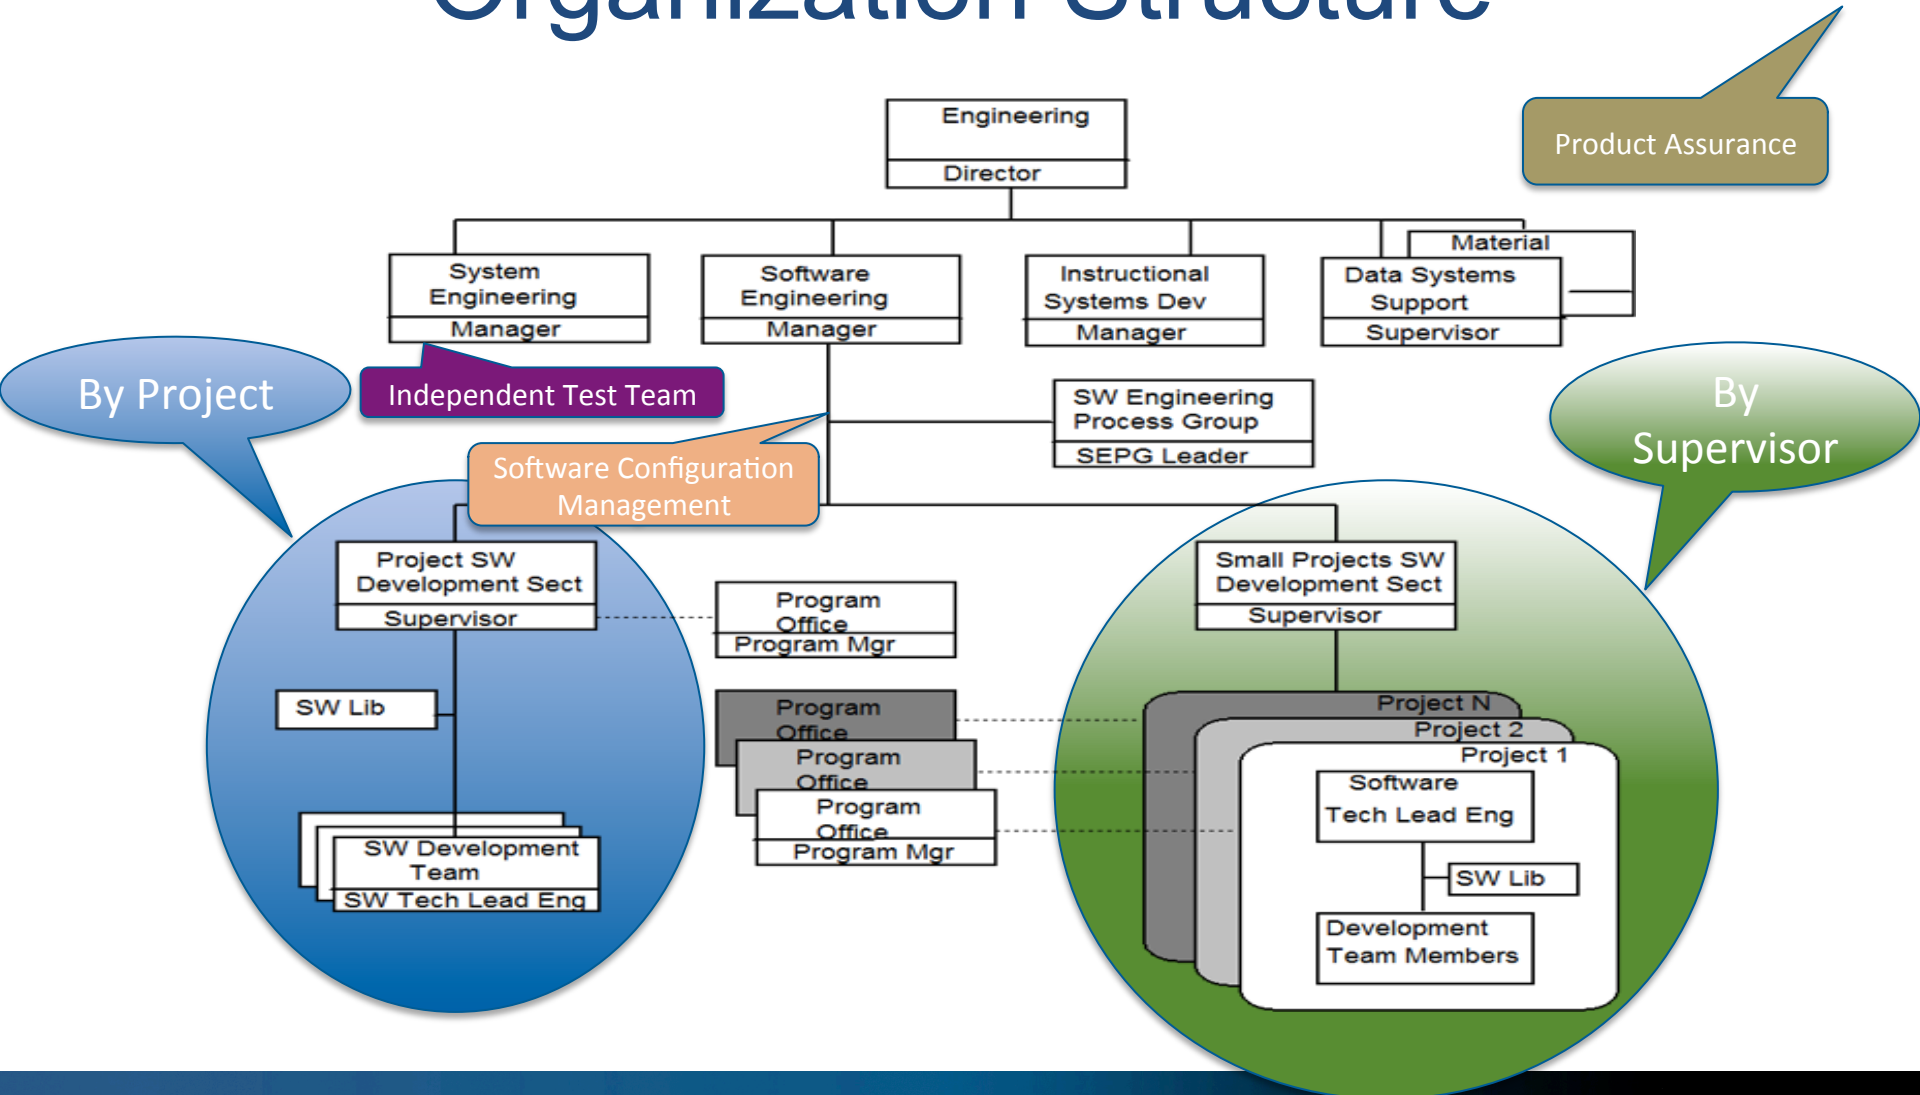 Organization Structure
Product Assurance
Engineering
Director
System
Engineering
Manager
Software
Engineering
Manager
Instructional
Systems Dev
Manager
Material
Data Systems
Support
Supervisor
By Project
Independent Test Team
By
Supervisor
SW Engineering
Process Group
SEPG Leader
Software Configuration
Management
Project SW
Development Sect
Supervisor
SW Lib
SW Development
Team
SW Tech Lead Eng
Program
Office
Program Mgr
Program
Office
Program
Office
Program
Office
Program Mgr
Small Projects SW
Development Sect
Supervisor
Project N
Project 2
Project 1
Software
Tech Lead Eng
SW Lib
Development
Team Members